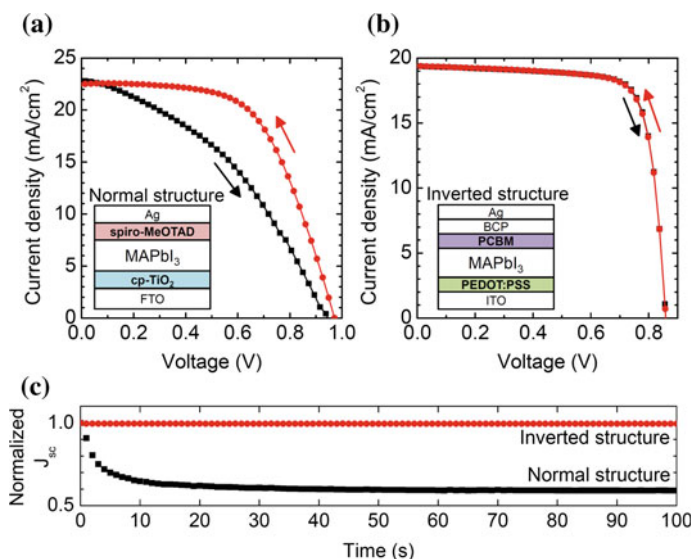 (a)
(b)
25
20
15
10
5
0
Current density (mA/cm²)
0.0 0.2 0.4 0.6 0.8 1.0
Voltage (V)
Normal structure
Ag
spiro-MeOTAD
MAPbI₃
cp-TiO₂
FTO
20
15
10
5
0
Current density (mA/cm²)
0.0 0.2 0.4 0.6 0.8
Voltage (V)
Inverted structure
Ag
BCP
PCBM
MAPbI₃
PEDOT:PSS
ITO
(c)
1.0
0.5
Normalized
Jsc
Inverted structure
Normal structure
0 10 20 30 40 50 60 70 80 90 100
Time (s)